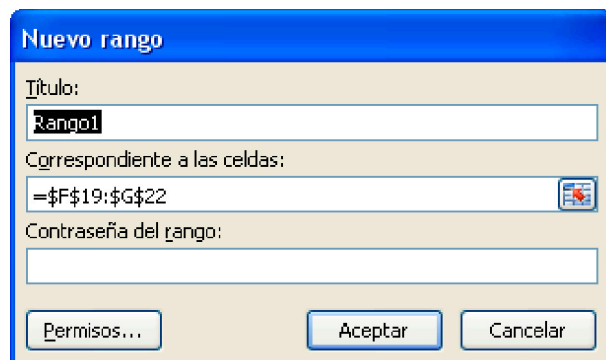 Nuevo rango
Título:
Rango1
Correspondiente a las celdas:
=$F$19:$G$22
Contraseña del rango:
Permisos... Aceptar Cancelar